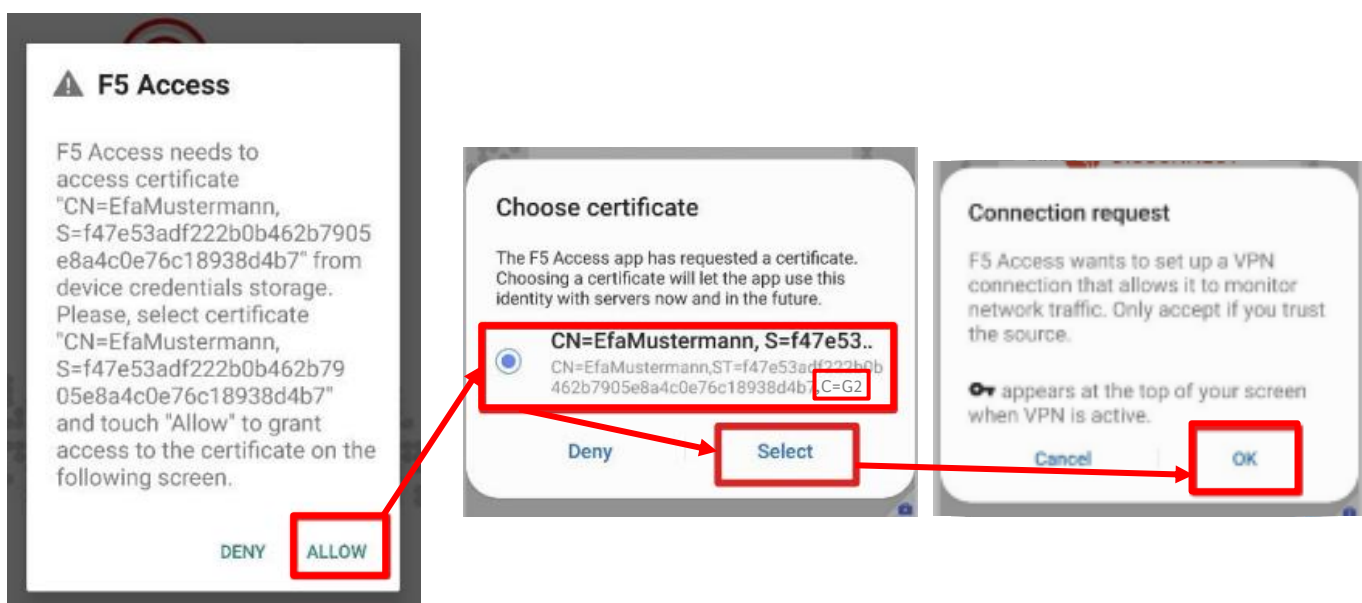 F5 Access
F5 Access needs to
access certificate
"CN=EfaMustermann,
S=f47e53adf222b0b462b7905
e8a4c0e76c18938d4b7" from
device credentials storage.
Please, select certificate
"CN=EfaMustermann,
S=f47e53adf222b0b462b79
05e8a4c0e76c18938d4b7"
and touch "Allow" to grant
access to the certificate on the
following screen.
DENY ALLOW
Choose certificate
The F5 Access app has requested a certificate.
Choosing a certificate will let the app use this
identity with servers now and in the future.
CN=EfaMustermann, S=f47e53..
CN=EfaMustermann,ST=f47e53adf222b0b
462b7905e8a4c0e76c18938d4b7,C=G2
Deny Select
Connection request
F5 Access wants to set up a VPN
connection that allows it to monitor
network traffic. Only accept if you trust
the source.
appears at the top of your screen
when VPN is active.
Cancel OK